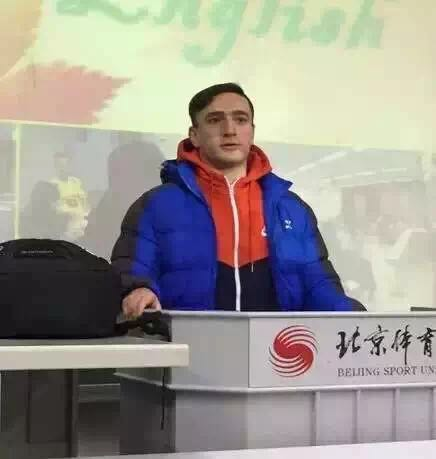 English
北京体育
BEIJING SPORT UN